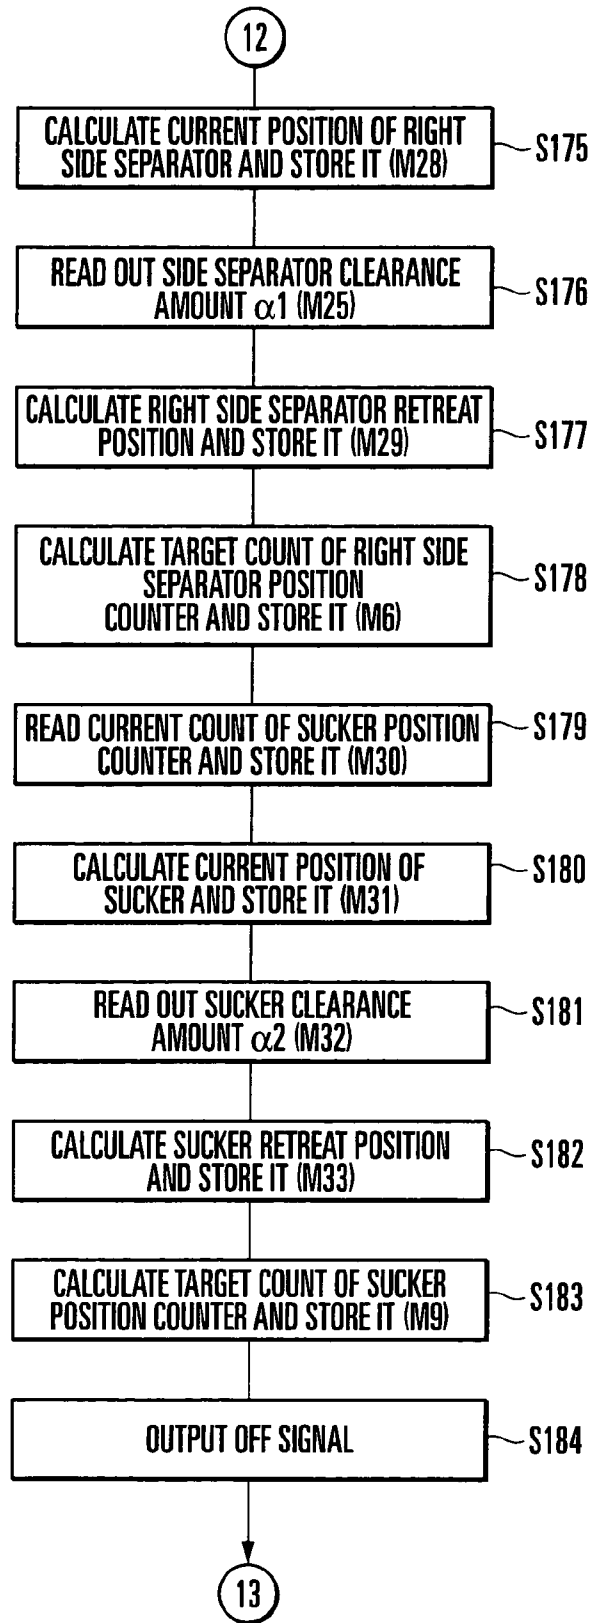 12
CALCULATE CURRENT POSITION OF RIGHT
SIDE SEPARATOR AND STORE IT (M28)
S175
READ OUT SIDE SEPARATOR CLEARANCE
AMOUNT α1 (M25)
S176
CALCULATE RIGHT SIDE SEPARATOR RETREAT
POSITION AND STORE IT (M29)
S177
CALCULATE TARGET COUNT OF RIGHT SIDE
SEPARATOR POSITION
COUNTER AND STORE IT (M6)
S178
READ CURRENT COUNT OF SUCKER POSITION
COUNTER AND STORE IT (M30)
S179
CALCULATE CURRENT POSITION OF
SUCKER AND STORE IT (M31)
S180
READ OUT SUCKER CLEARANCE
AMOUNT α2 (M32)
S181
CALCULATE SUCKER RETREAT POSITION
AND STORE IT (M33)
S182
CALCULATE TARGET COUNT OF SUCKER
POSITION COUNTER AND STORE IT (M9)
S183
OUTPUT OFF SIGNAL
S184
13